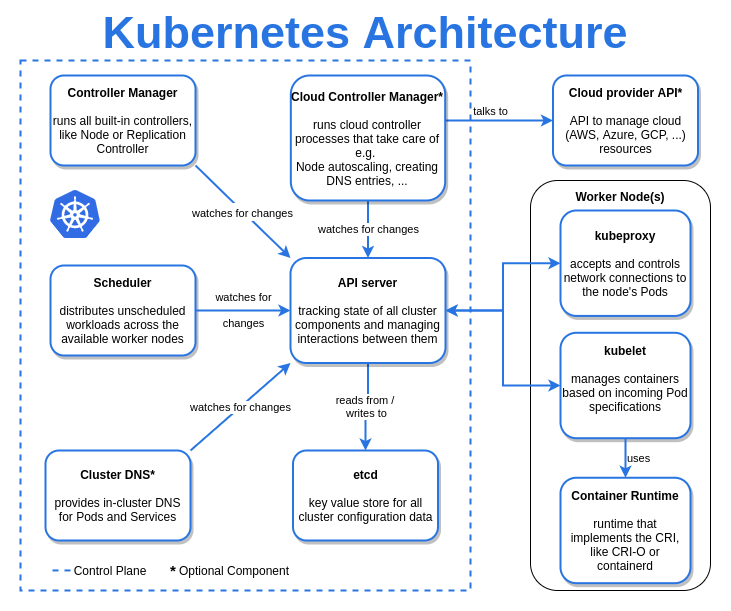 Kubernetes Architecture
Controller Manager
runs all built-in controllers,
like Node or Replication
Controller
Cloud Controller Manager*
runs cloud controller
processes that take care of
e.g.
Node autoscaling, creating
DNS entries, ...
talks to
Cloud provider API*
API to manage cloud
(AWS, Azure, GCP, ...)
resources
watches for changes
watches for changes
Scheduler
distributes unscheduled
workloads across the
available worker nodes
watches for
changes
API server
tracking state of all cluster
components and managing
interactions between them
Worker Node(s)
kubeproxy
accepts and controls
network connections to
the node's Pods
kubelet
manages containers
based on incoming Pod
specifications
watches for changes
reads from /
writes to
uses
Cluster DNS*
provides in-cluster DNS
for Pods and Services
etcd
key value store for all
cluster configuration data
Container Runtime
runtime that
implements the CRI,
like CRI-O or
containerd
Control Plane
* Optional Component